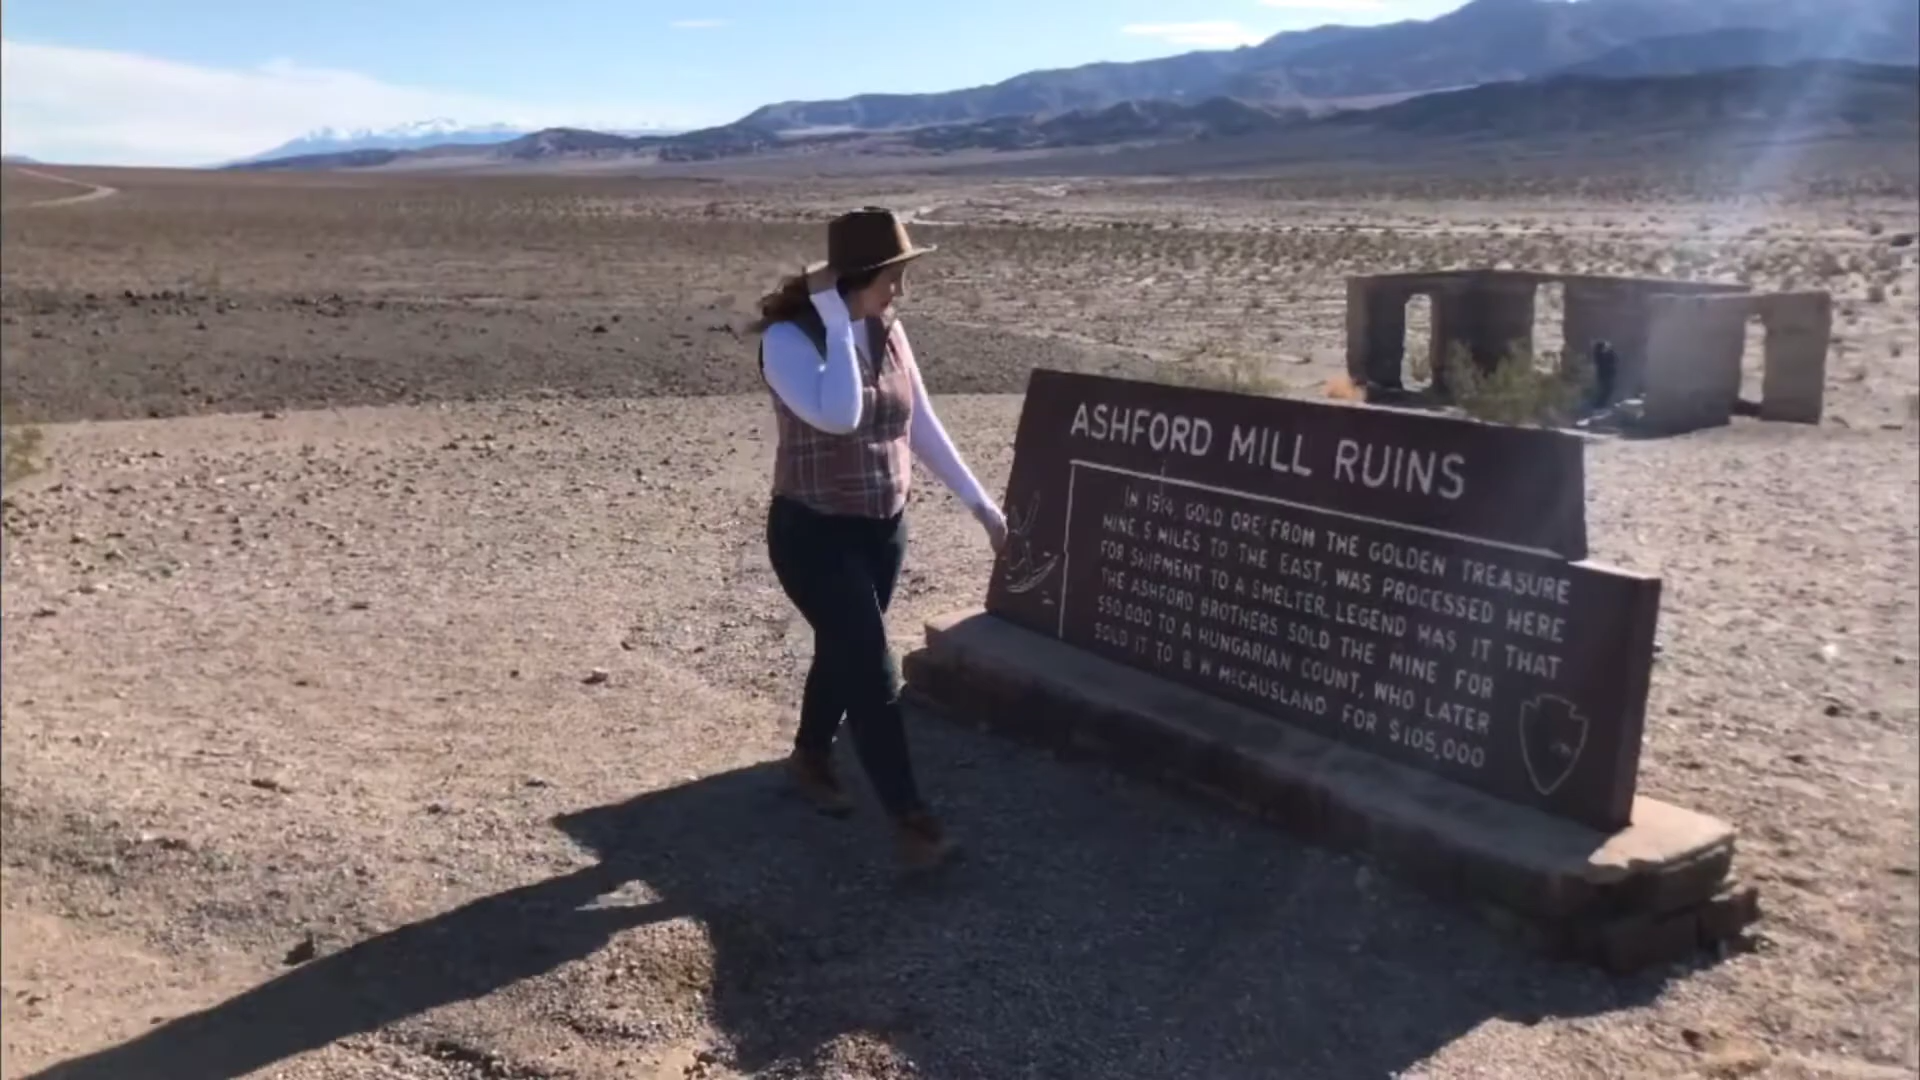 ASHFORD MILL RUINS
IN 1914, GOLD ORE FROM THE GOLDEN TREASURE
MINE, 5 MILES TO THE EAST, WAS PROCESSED HERE
FOR SHIPMENT TO A SMELTER. LEGEND HAS IT THAT
THE ASHFORD BROTHERS SOLD THE MINE FOR
$50,000 TO A HUNGARIAN COUNT, WHO LATER
SOLD IT TO B W McCAUSLAND FOR $105,000